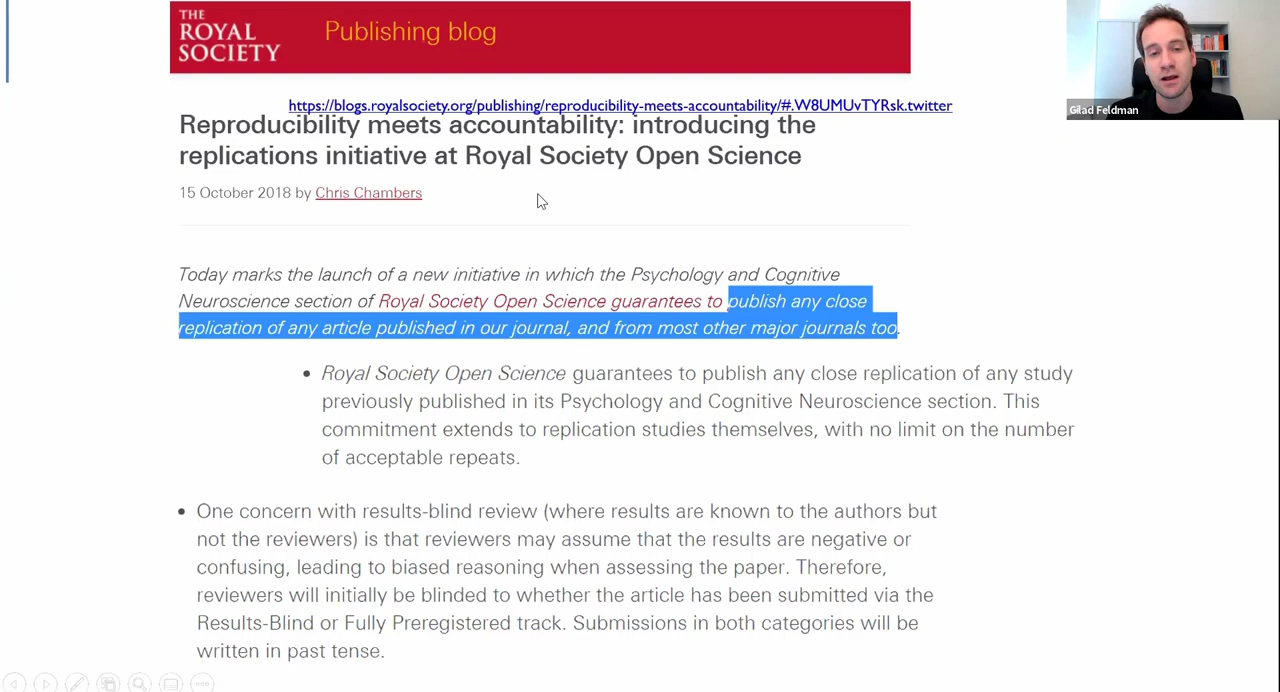 THE
ROYAL
SOCIETY
Publishing blog
Gilad Feldman
https://blogs.royalsociety.org/publishing/reproducibility-meets-accountability/#.W8UMUvTYRsk.twitter
Reproducibility meets accountability: introducing the
replications initiative at Royal Society Open Science
15 October 2018 by Chris Chambers
Today marks the launch of a new initiative in which the Psychology and Cognitive
Neuroscience section of Royal Society Open Science guarantees to publish any close
replication of any article published in our journal, and from most other major journals too.
• Royal Society Open Science guarantees to publish any close replication of any study
previously published in its Psychology and Cognitive Neuroscience section. This
commitment extends to replication studies themselves, with no limit on the number
of acceptable repeats.
• One concern with results-blind review (where results are known to the authors but
not the reviewers) is that reviewers may assume that the results are negative or
confusing, leading to biased reasoning when assessing the paper. Therefore,
reviewers will initially be blinded to whether the article has been submitted via the
Results-Blind or Fully Preregistered track. Submissions in both categories will be
written in past tense.